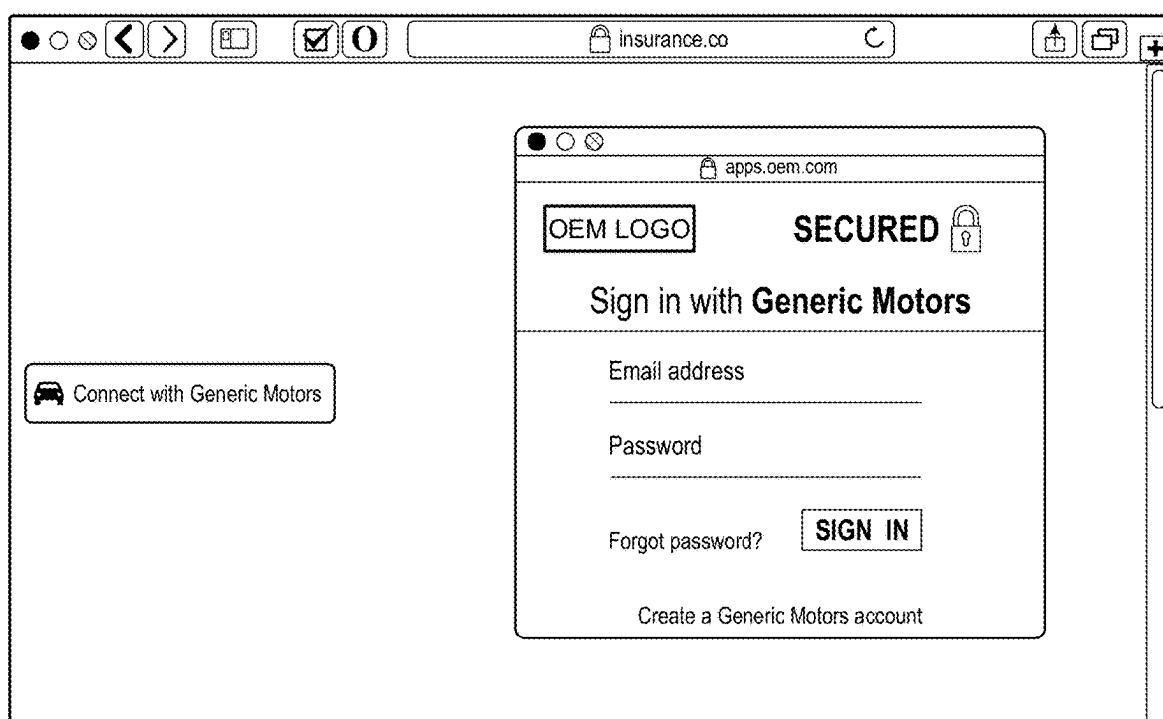 insurance.co
apps.oem.com
OEM LOGO
SECURED
Sign in with Generic Motors
Connect with Generic Motors
Email address
Password
Forgot password?
SIGN IN
Create a Generic Motors account